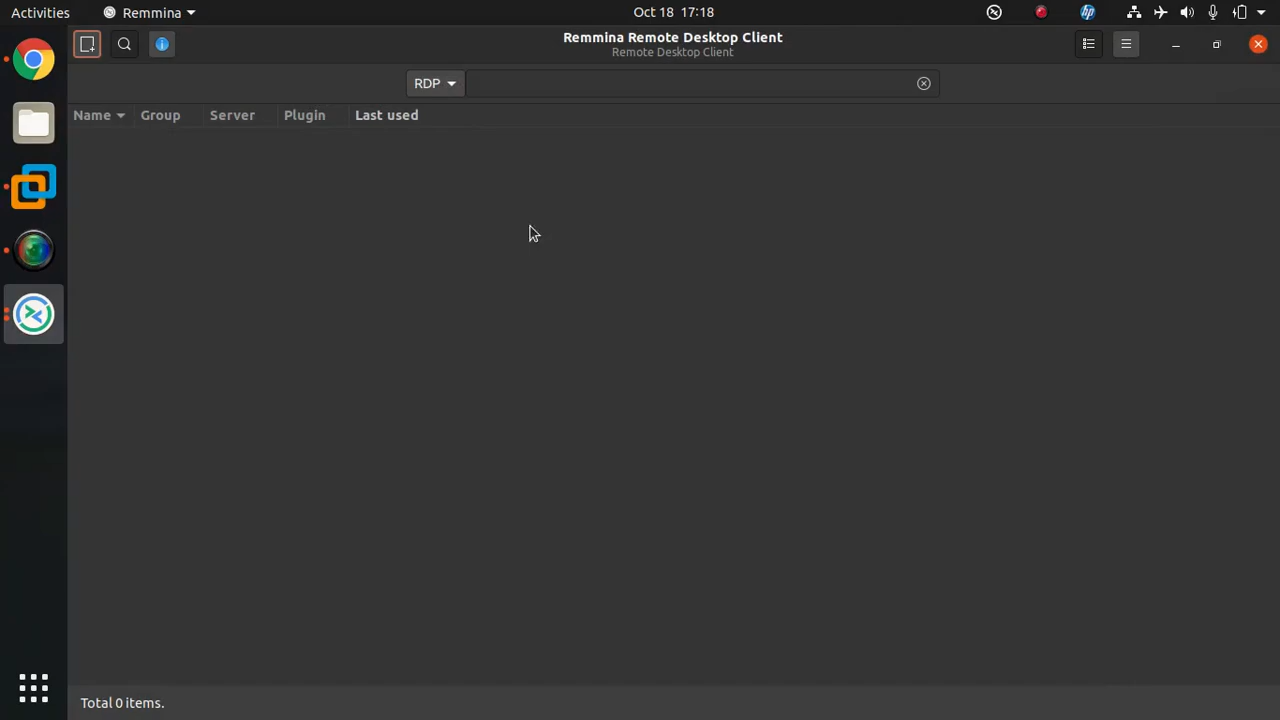 Activities
Remmina
Oct 18 17:18
Remmina Remote Desktop Client
Remote Desktop Client
RDP
Name
Group
Server
Plugin
Last used
Total 0 items.